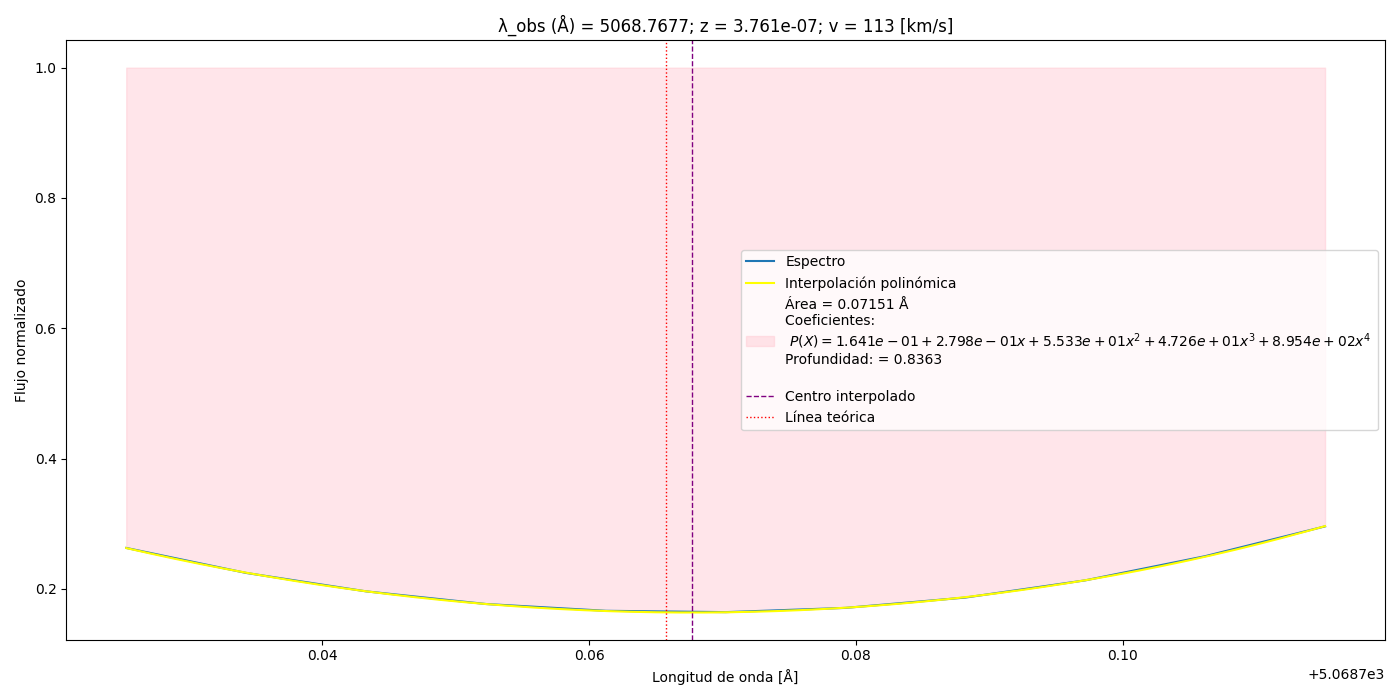 λ_obs (Å) = 5068.7677; z = 3.761e-07; v = 113 [km/s]
1.0
0.8
0.6
0.4
0.2
Flujo normalizado
Espectro
Interpolación polinómica
Área = 0.07151 Å
Coeficientes:
P(X) = 1.641e − 01 + 2.798e − 01x + 5.533e + 01x² + 4.726e + 01x³ + 8.954e + 02x⁴
Profundidad: = 0.8363
Centro interpolado
Línea teórica
0.04
0.06
0.08
0.10
Longitud de onda [Å]
+5.0687e3